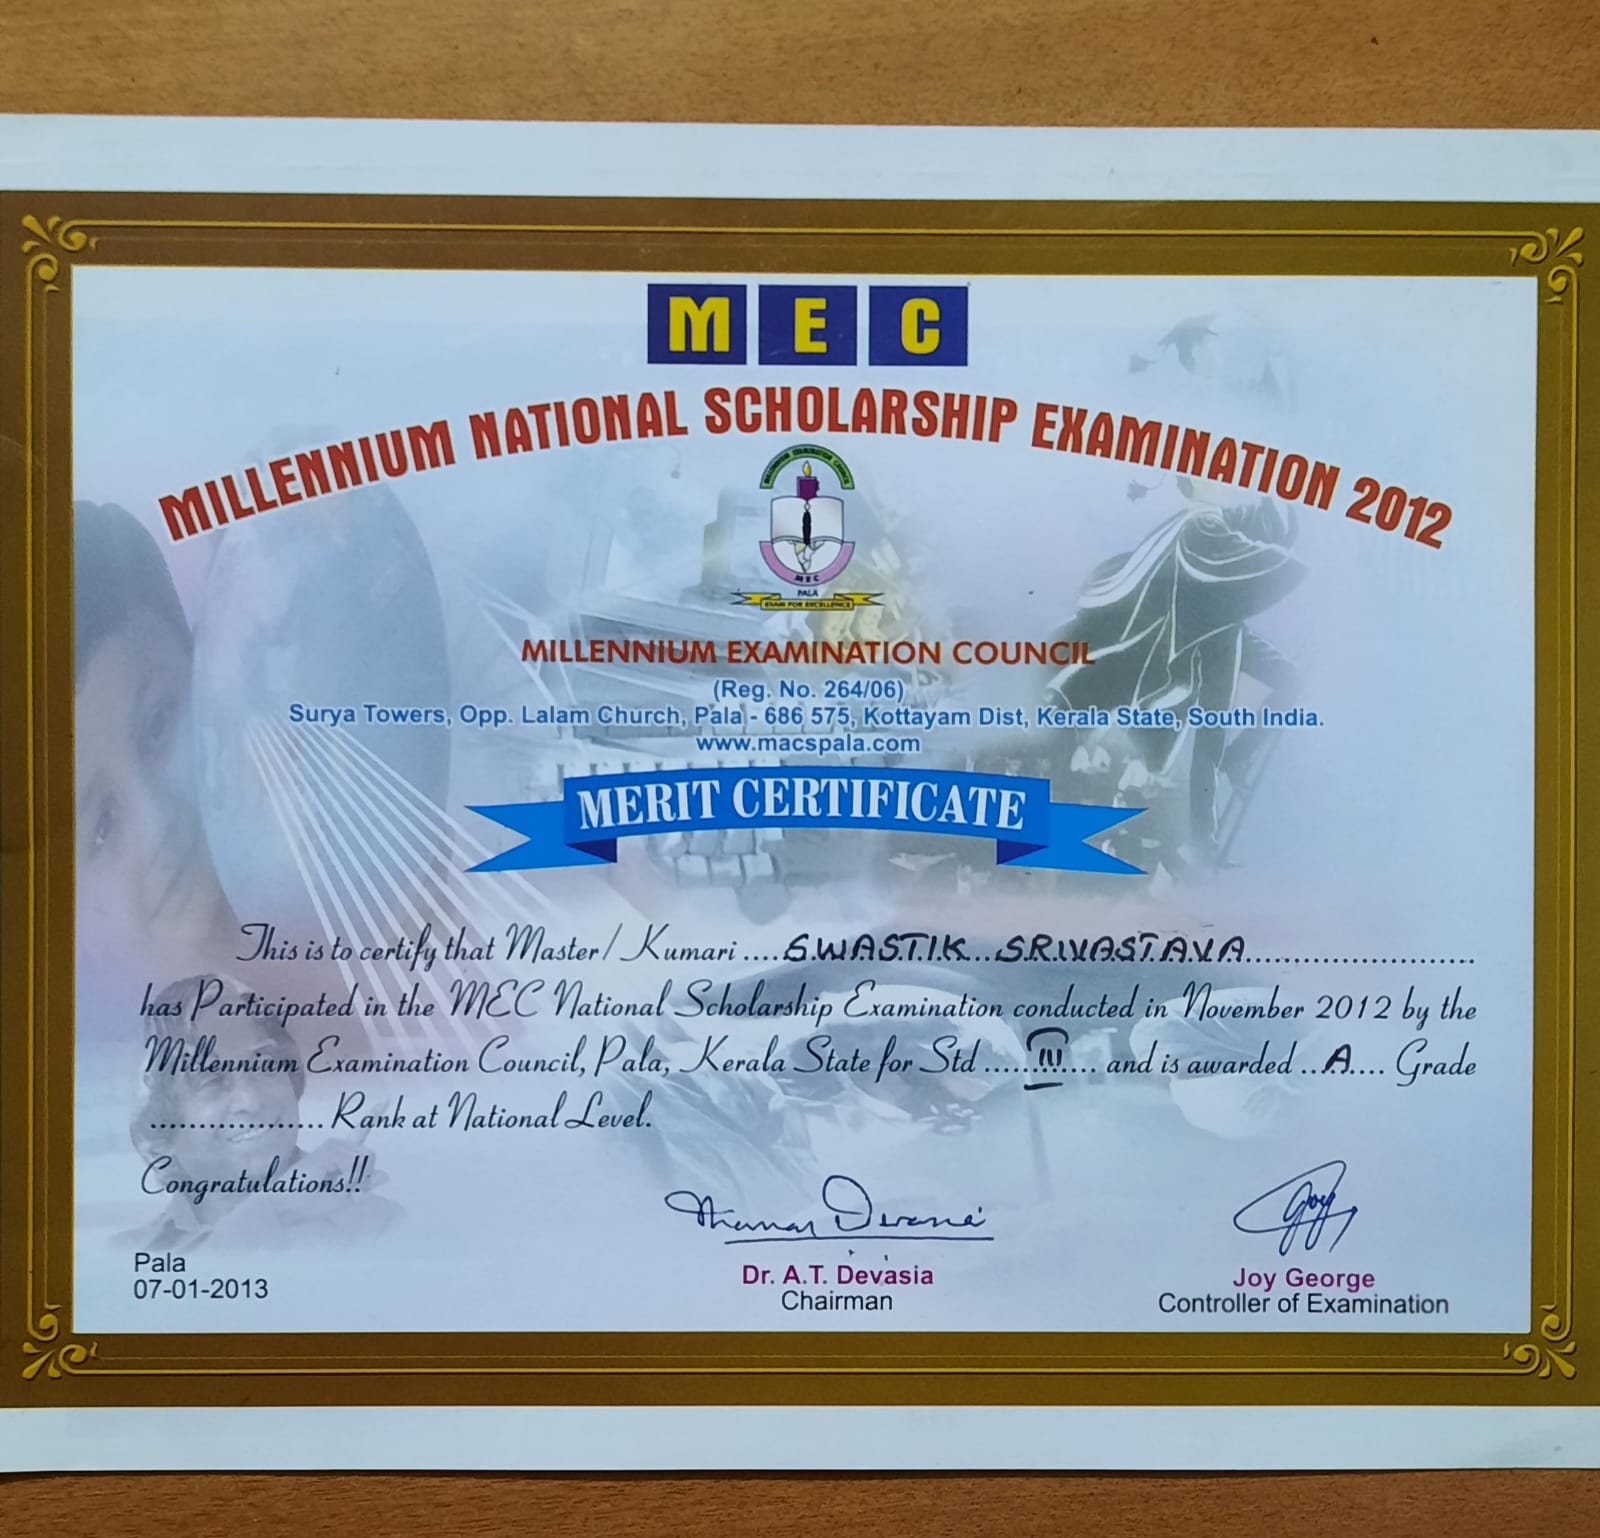 M E C
MILLENNIUM NATIONAL SCHOLARSHIP EXAMINATION 2012
MILLENNIUM EXAMINATION COUNCIL
MEC
PALA
EXAM FOR EXCELLENCE
MILLENNIUM EXAMINATION COUNCIL
(Reg. No. 264/06)
Surya Towers, Opp. Lalam Church, Pala - 686 575, Kottayam Dist, Kerala State, South India.
www.macspala.com
MERIT CERTIFICATE
This is to certify that Master/ Kumari ....SWASTIK SRIVASTAVA........................
has Participated in the MEC National Scholarship Examination conducted in November 2012 by the
Millennium Examination Council, Pala, Kerala State for Std ......III..... and is awarded ..A.... Grade
.................. Rank at National Level.
Congratulations!!
Pala
07-01-2013
Dr. A.T. Devasia
Chairman
Joy George
Controller of Examination